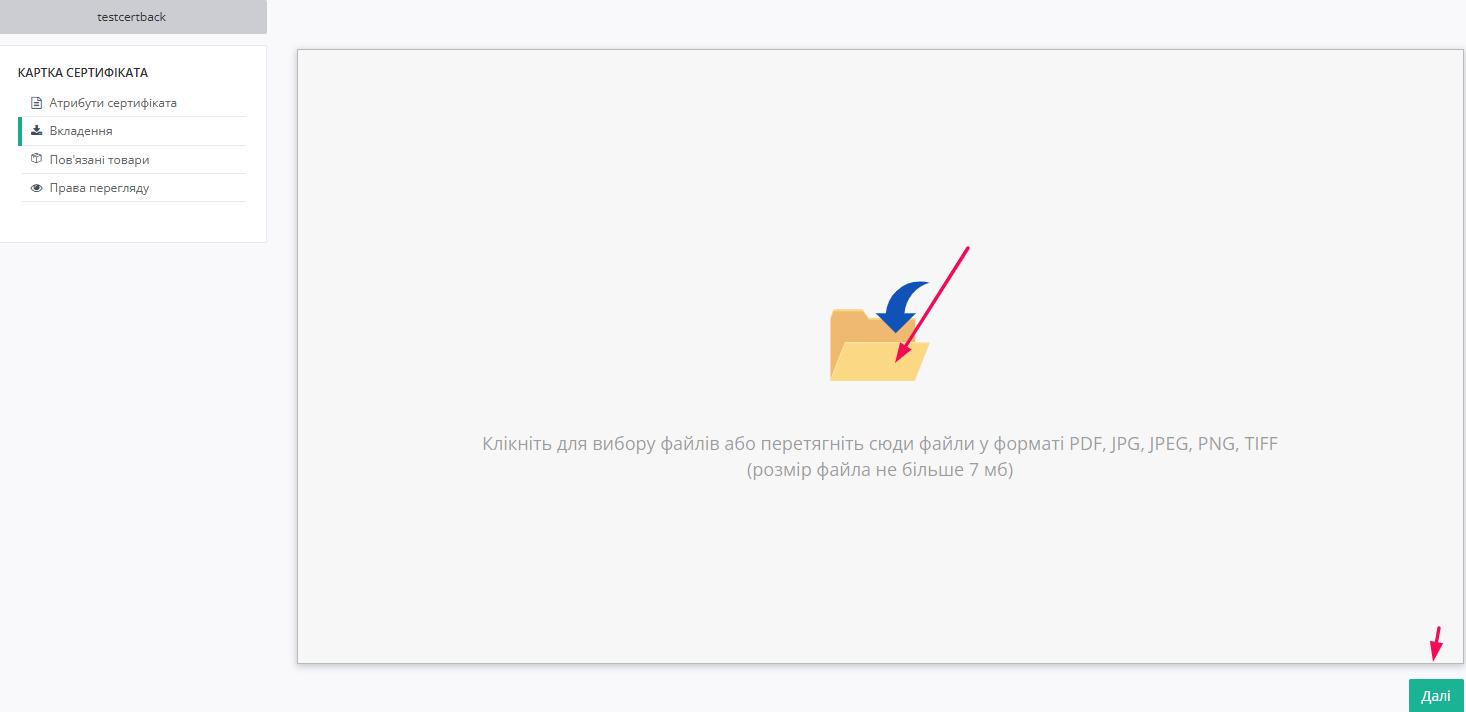 testcertback
КАРТКА СЕРТИФІКАТА
Атрибути сертифіката
Вкладення
Пов'язані товари
Права перегляду
Клікніть для вибору файлів або перетягніть сюди файли у форматі PDF, JPG, JPEG, PNG, TIFF
(розмір файла не більше 7 мб)
Далі